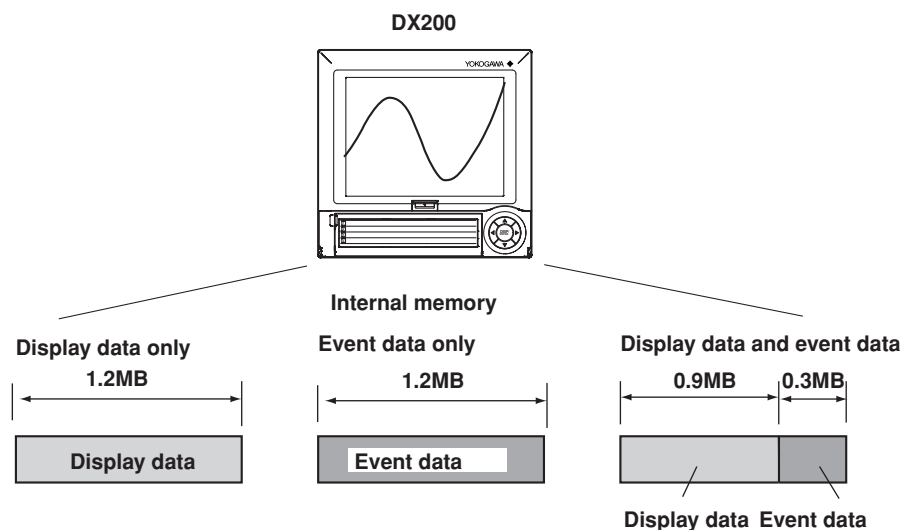 DX200
YOKOGAWA
Internal memory
Display data only
1.2MB
Display data
Event data only
1.2MB
Event data
Display data and event data
0.9MB 0.3MB
Display data Event data